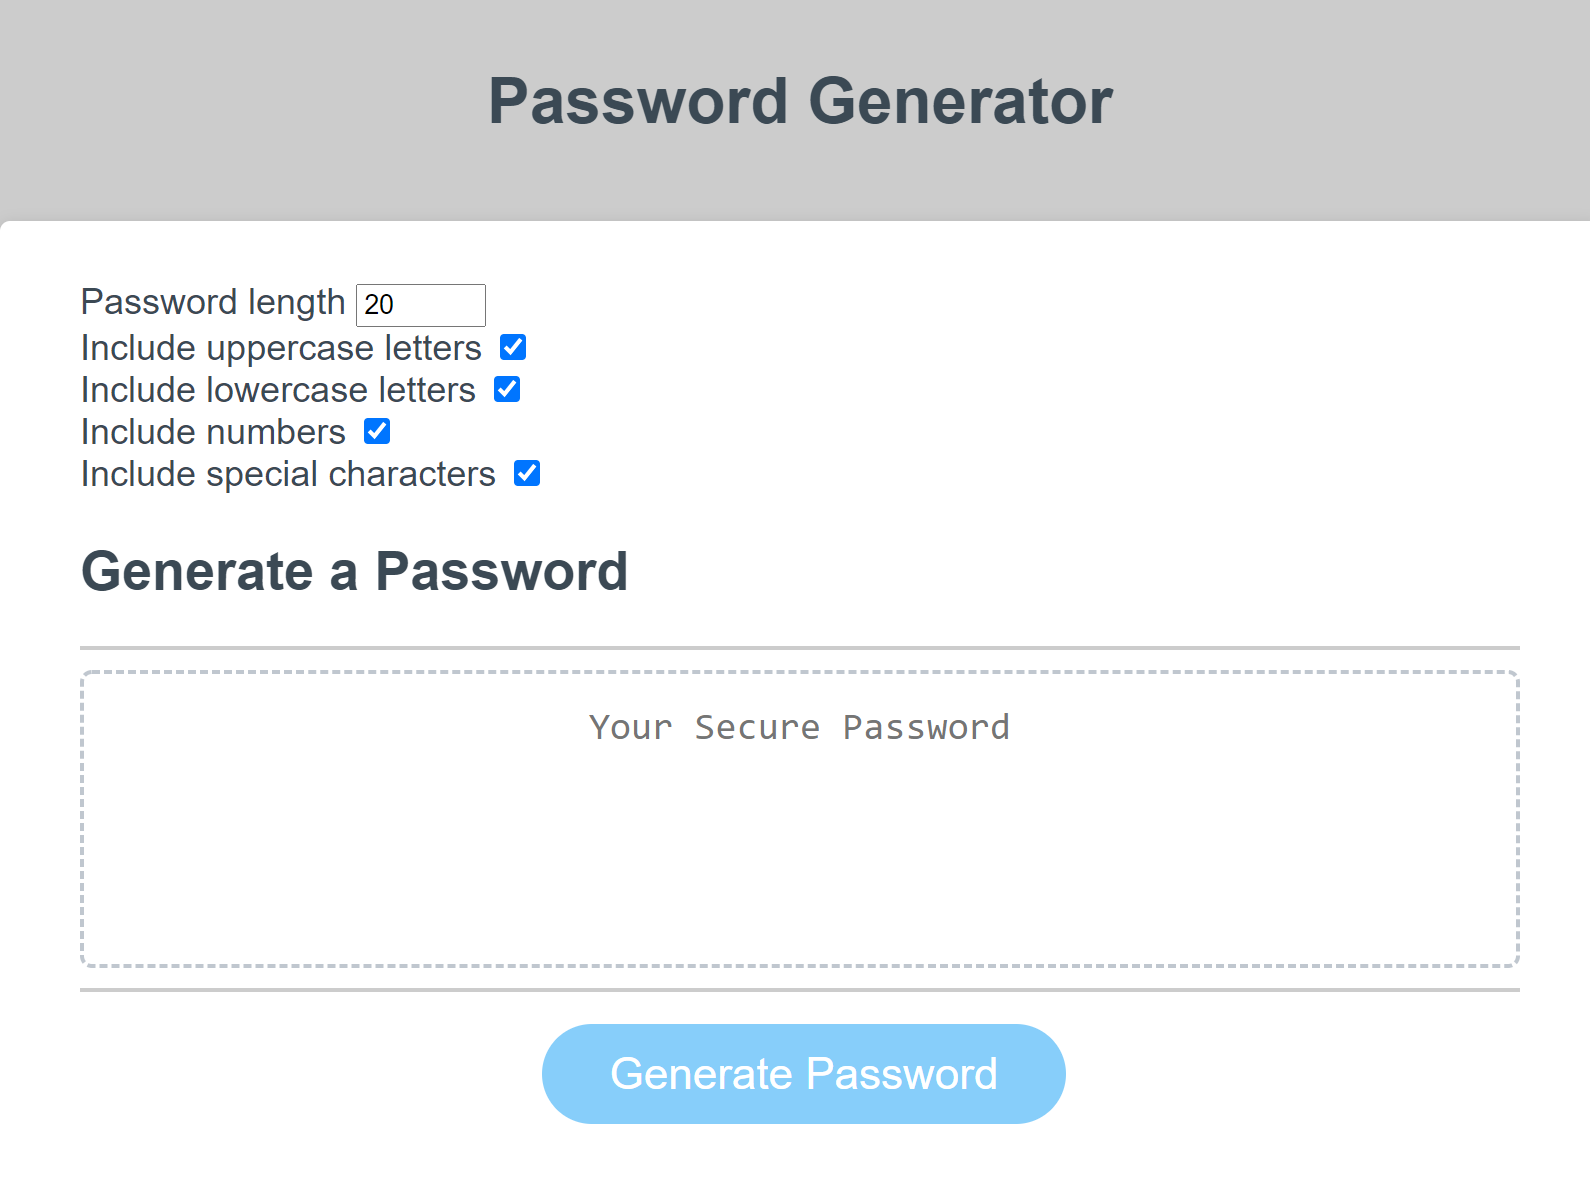 Password Generator
Password length 20
Include uppercase letters
Include lowercase letters
Include numbers
Include special characters
Generate a Password
Your Secure Password
Generate Password